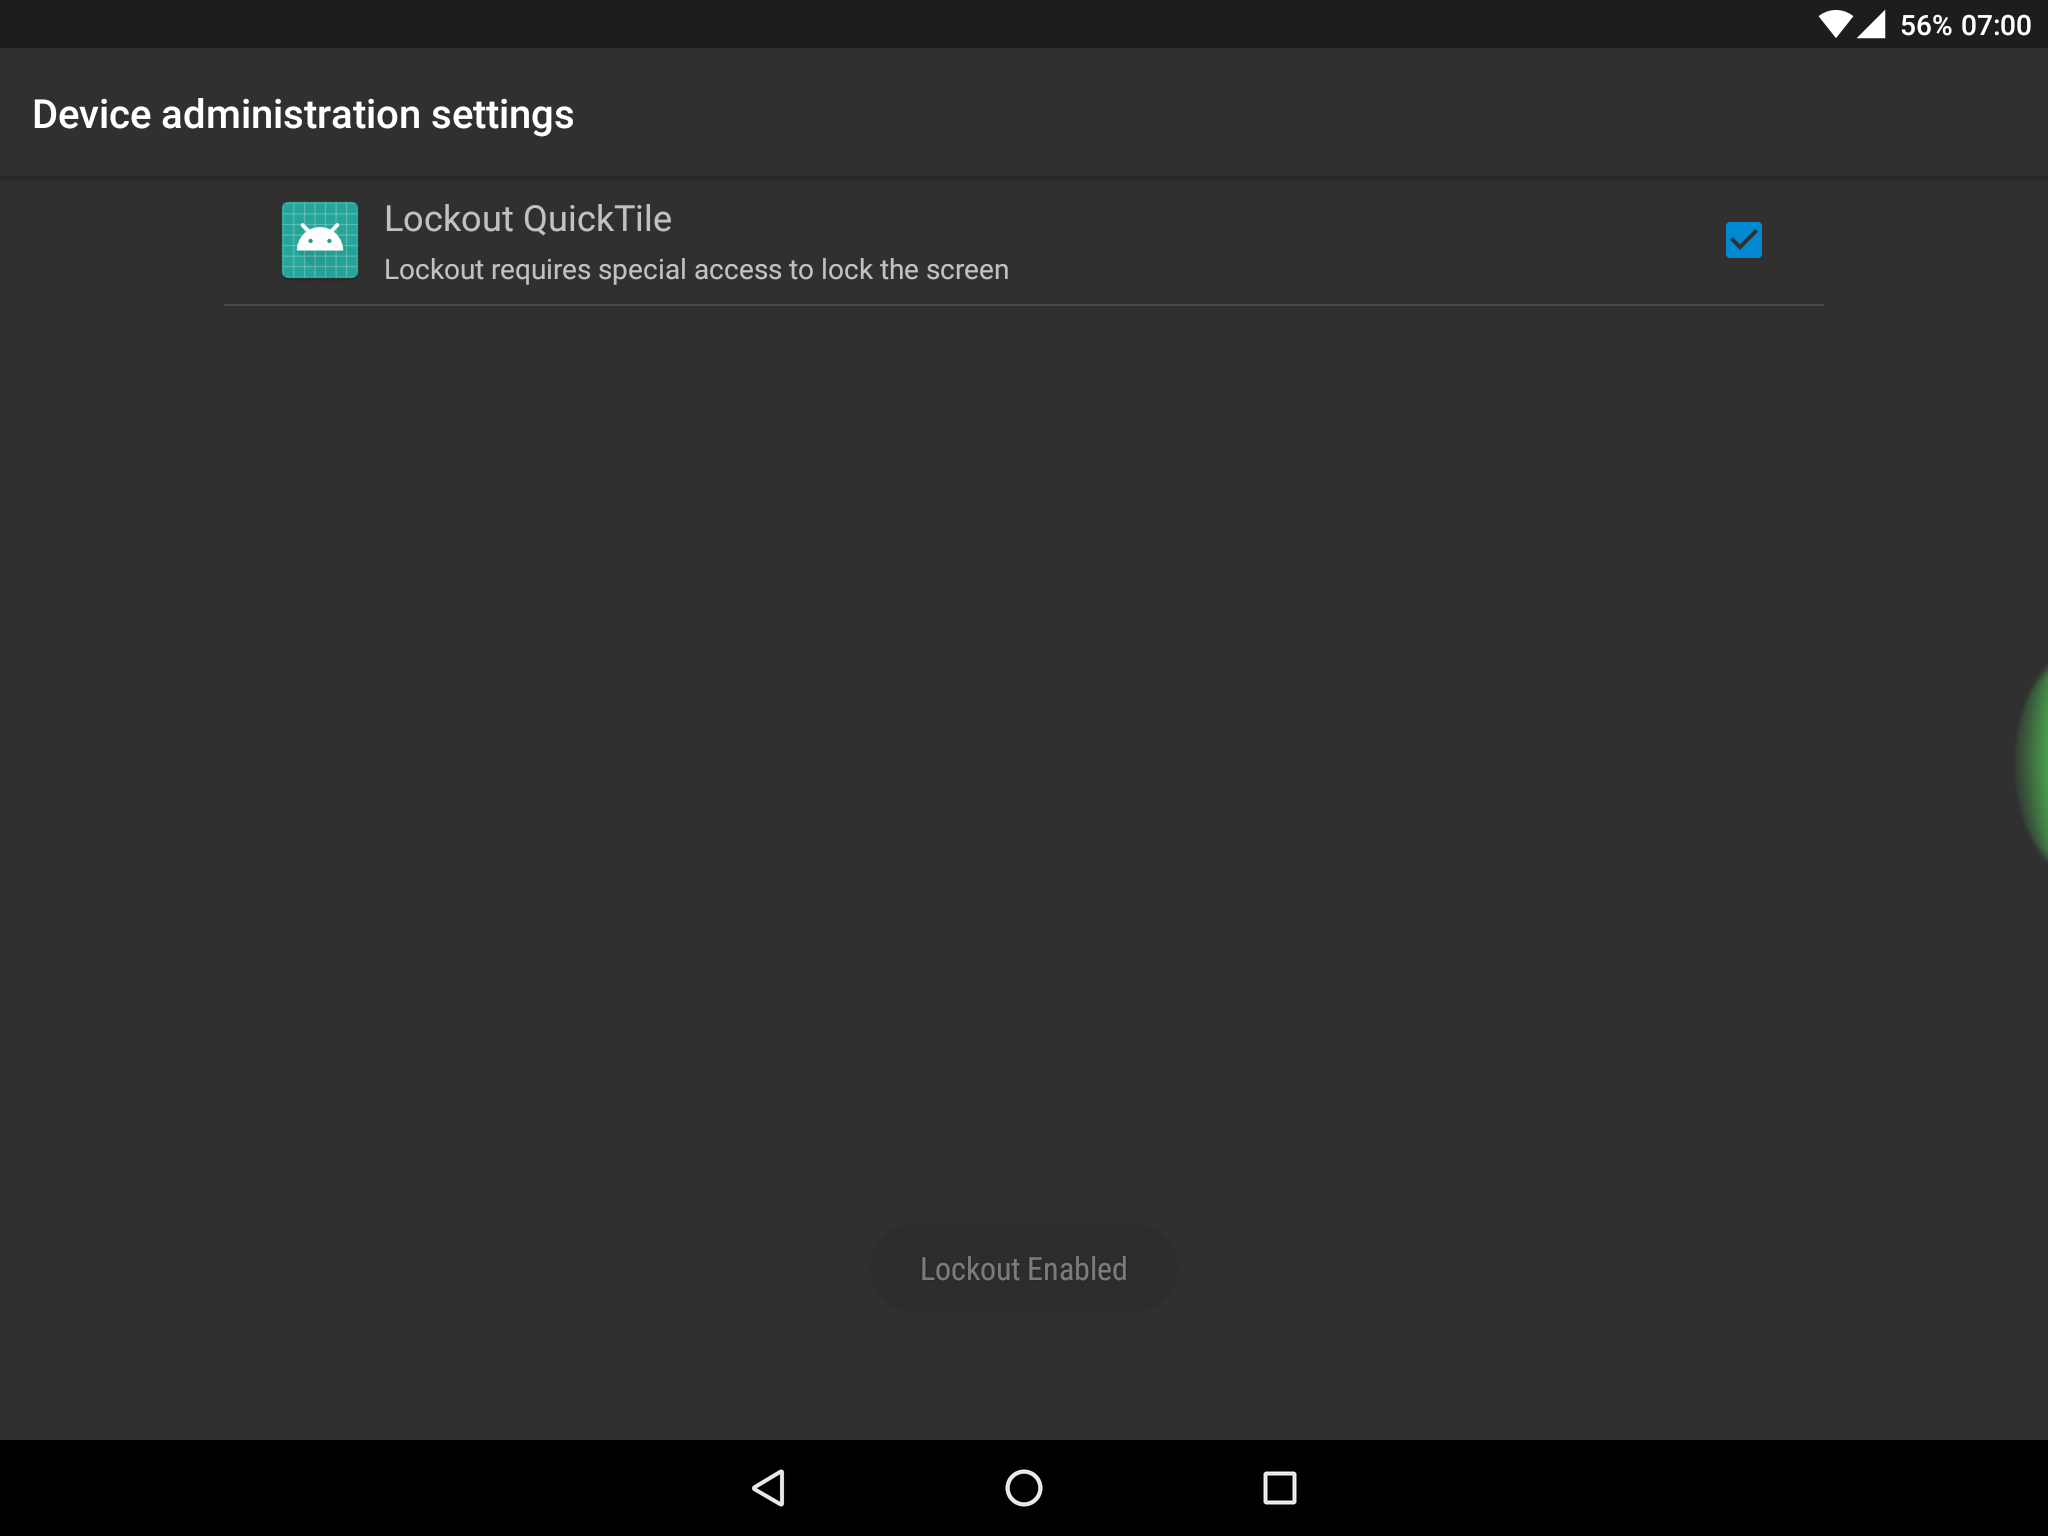 56% 07:00
Device administration settings
Lockout QuickTile
Lockout requires special access to lock the screen
Lockout Enabled